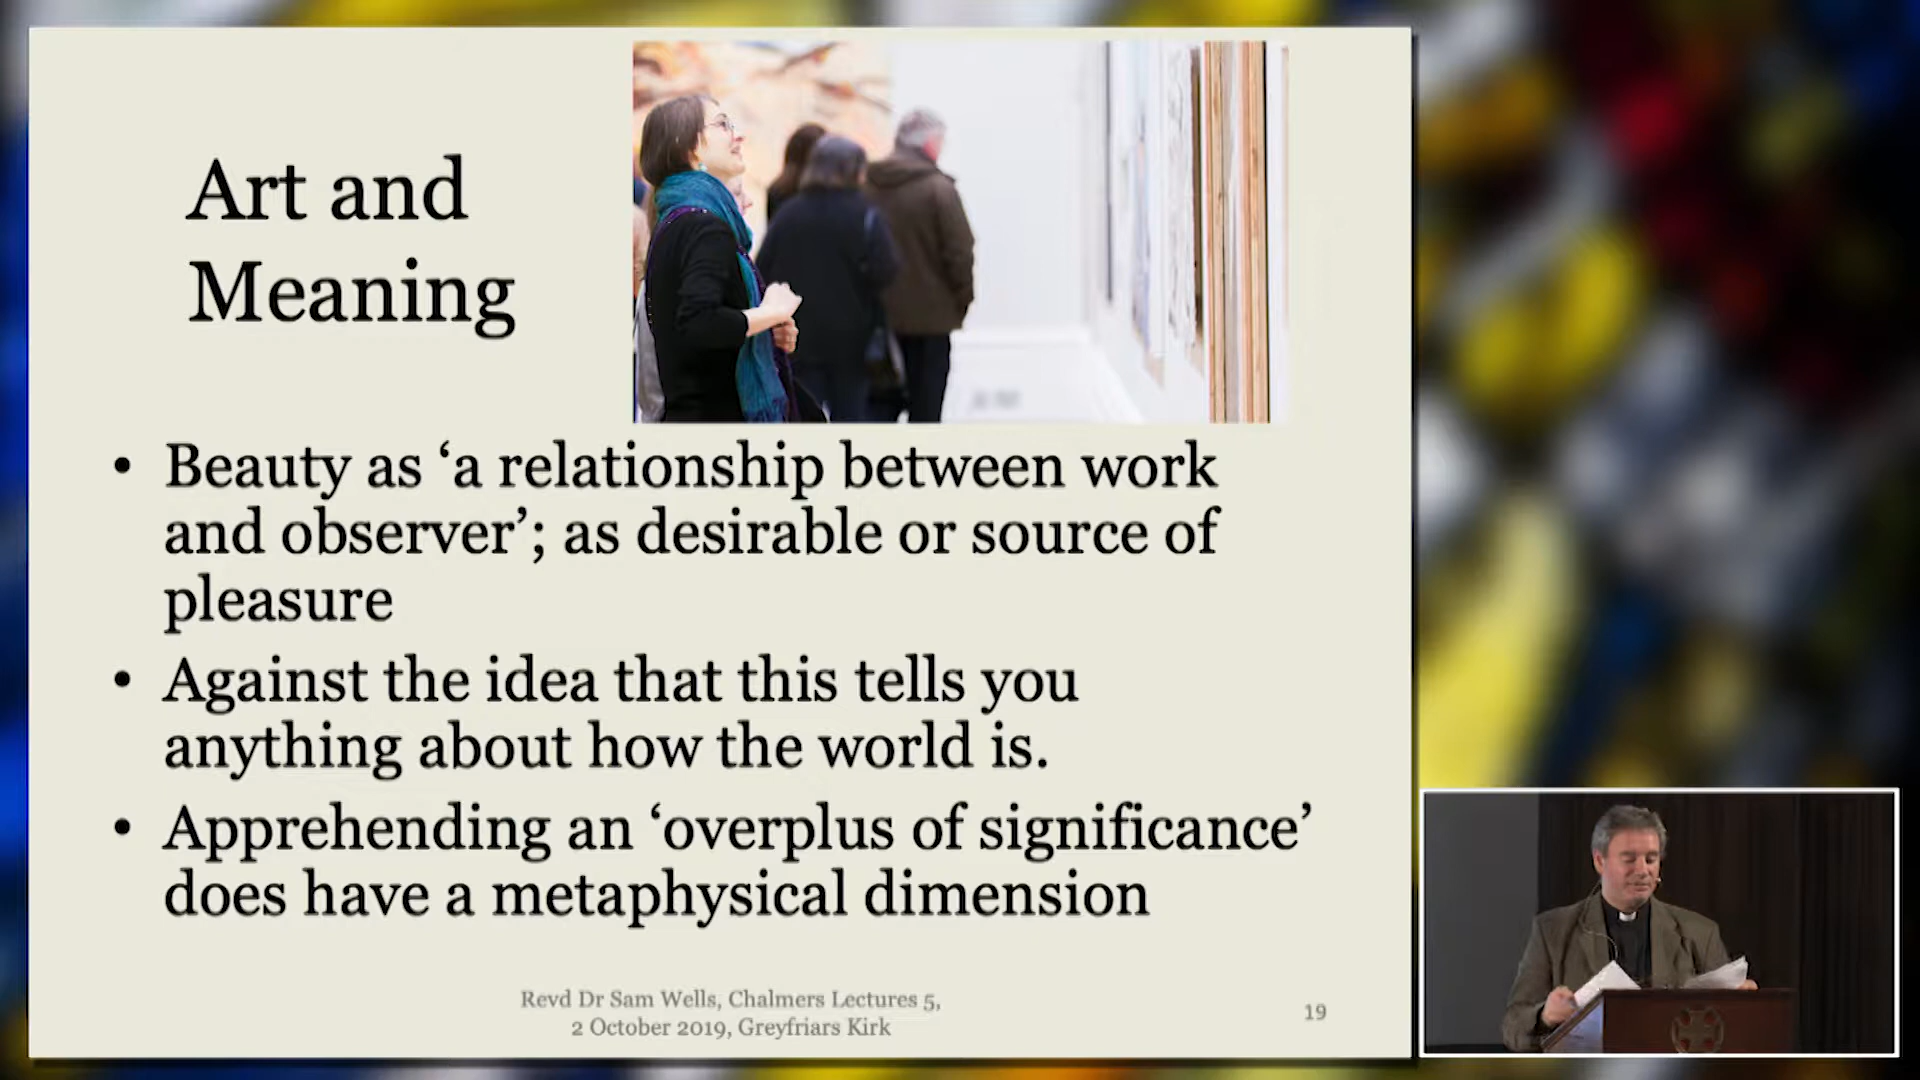 Art and
Meaning
• Beauty as ‘a relationship between work
and observer’; as desirable or source of
pleasure
• Against the idea that this tells you
anything about how the world is.
• Apprehending an ‘overplus of significance’
does have a metaphysical dimension
Revd Dr Sam Wells, Chalmers Lectures 5,
2 October 2019, Greyfriars Kirk
19